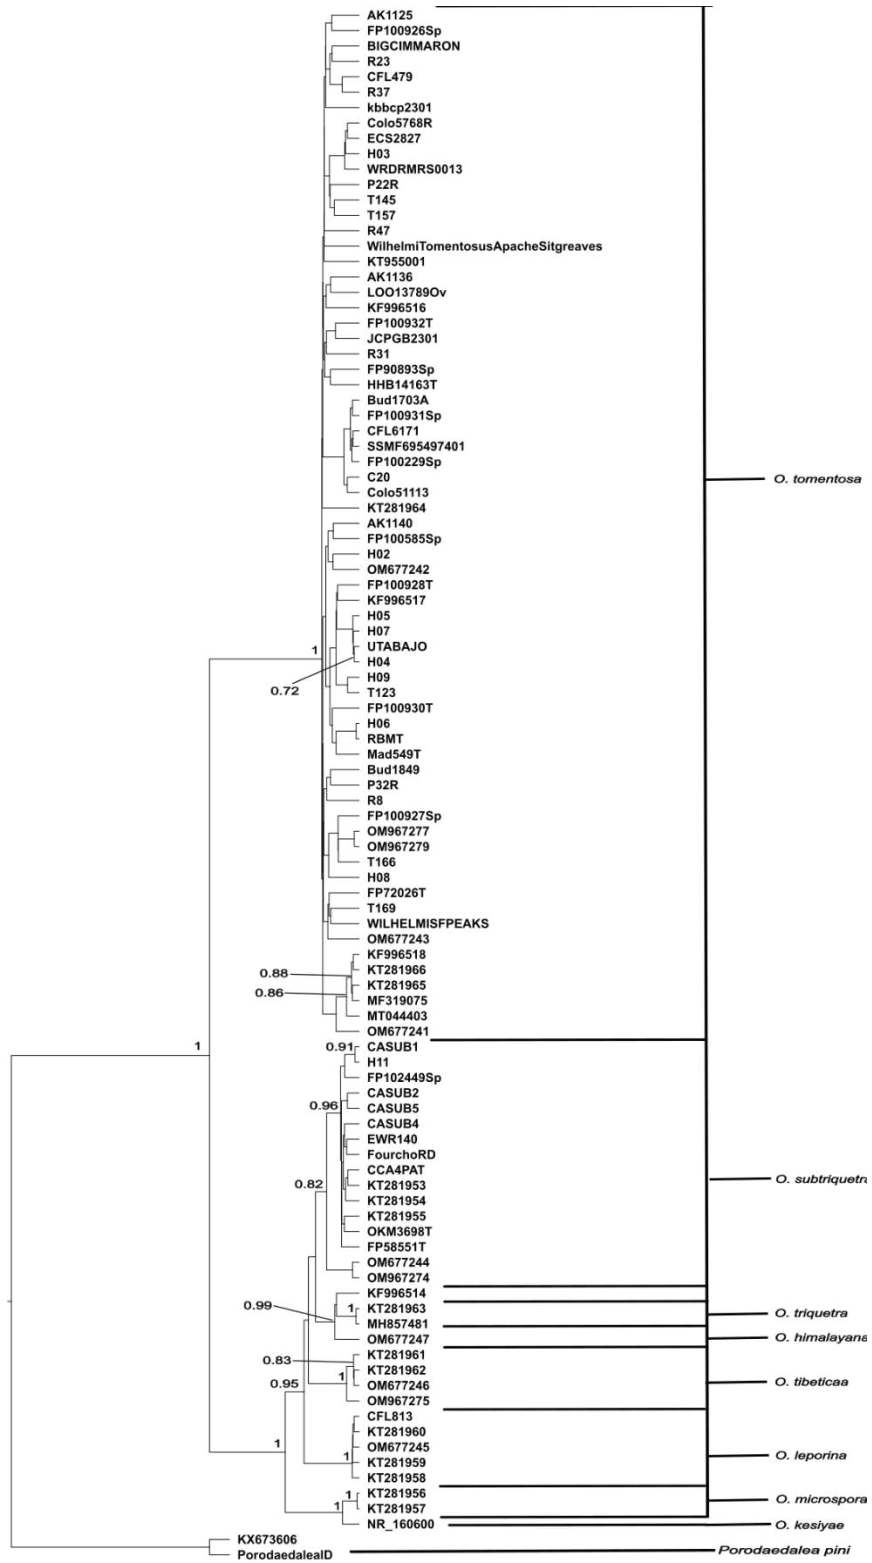 AK1125
FP100926Sp
BIGCIMMARON
R23
CFL479
R37
kbbcp2301
Colo5768R
ECS2827
H03
WRDRMRS0013
P22R
T145
T157
R47
WilhelmiTomentosusApacheSitgreaves
KT955001
AK1136
LOO13789Ov
KF996516
FP100932T
JCPGB2301
R31
FP90893Sp
HHB14163T
Bud1703A
FP100931Sp
CFL6171
SSMF695497401
FP100229Sp
C20
O. tomentosa
Colo51113
KT281964
AK1140
FP100585Sp
H02
OM677242
FP100928T
KF996517
H05
H07
1
UTABAJO
H04
H09
0.72
T123
FP100930T
H06
RBMT
Mad549T
Bud1849
P32R
R8
FP100927Sp
OM967277
OM967279
T166
H08
FP72026T
T169
WILHELMISFPEAKS
OM677243
KF996518
0.88
KT281966
KT281965
0.86
MF319075
MT044403
OM677241
1
0.91
CASUB1
H11
FP102449Sp
CASUB2
0.96
CASUB5
CASUB4
EWR140
FourchoRD
CCA4PAT
O. subtriquetra
0.82
KT281953
KT281954
KT281955
OKM3698T
FP58551T
OM677244
OM967274
KF996514
0.99
1
KT281963
O. triquetra
MH857481
OM677247
O. himalayana
KT281961
0.83
KT281962
1
OM677246
O. tibeticaa
0.95
OM967275
CFL813
KT281960
1
OM677245
1
KT281959
O. leporina
KT281958
1
KT281956
O. microspora
1
KT281957
NR_160600
O. kesiyae
KX673606
PorodaedaleaID
Porodaedalea pini